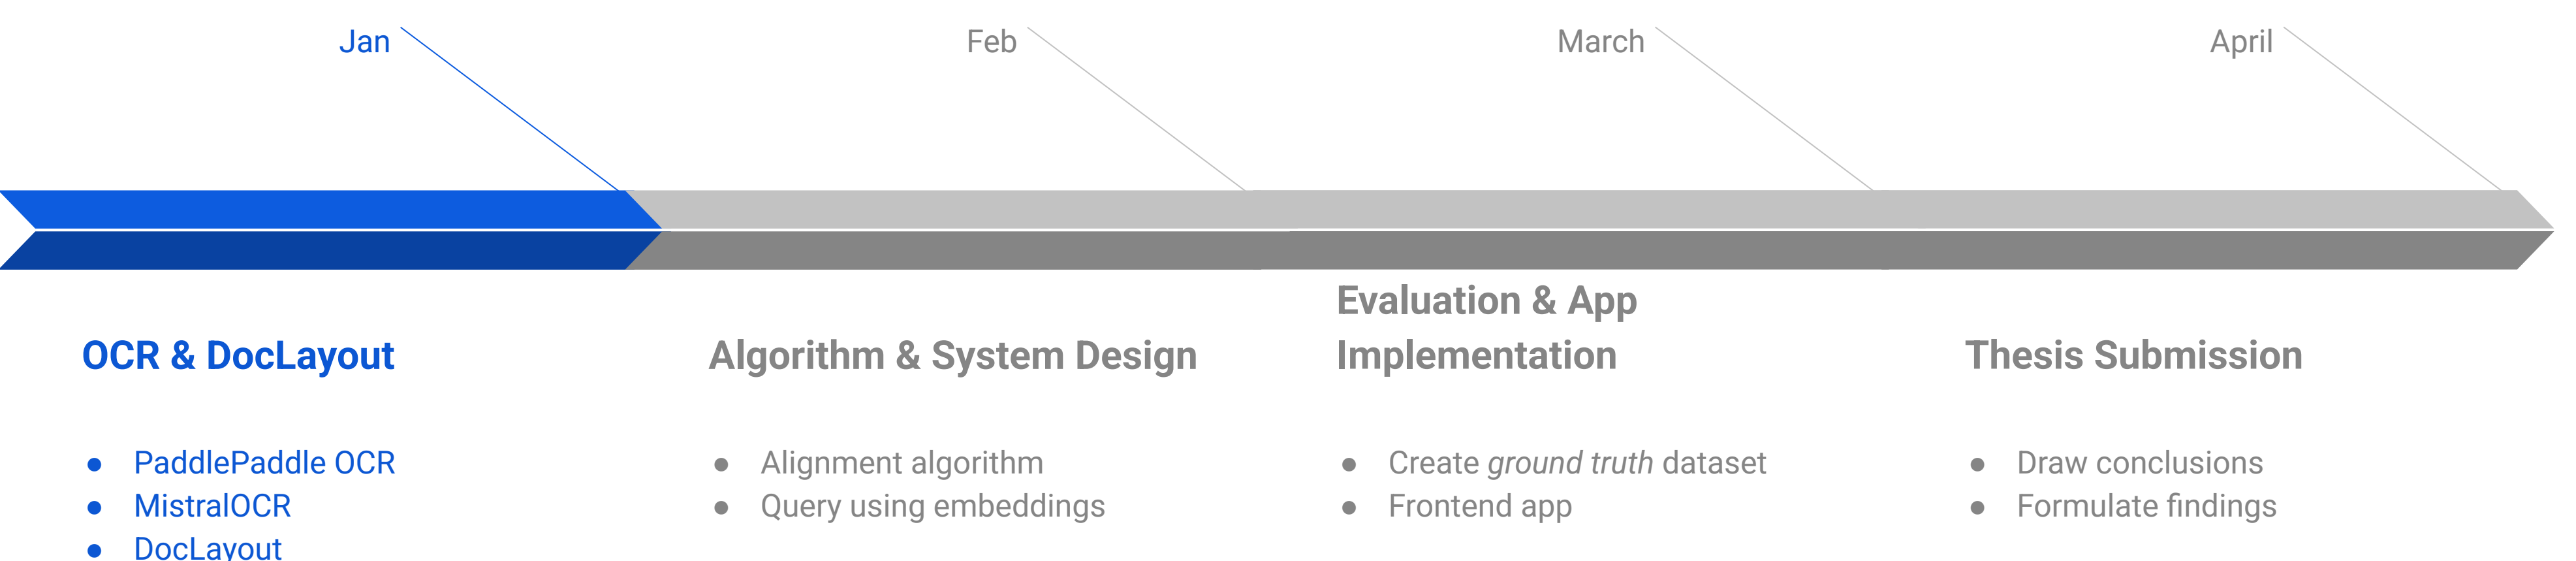 Jan
Feb
March
April
OCR & DocLayout
● PaddlePaddle OCR
● MistralOCR
● DocLayout
Algorithm & System Design
● Alignment algorithm
● Query using embeddings
Evaluation & App
Implementation
● Create ground truth dataset
● Frontend app
Thesis Submission
● Draw conclusions
● Formulate findings